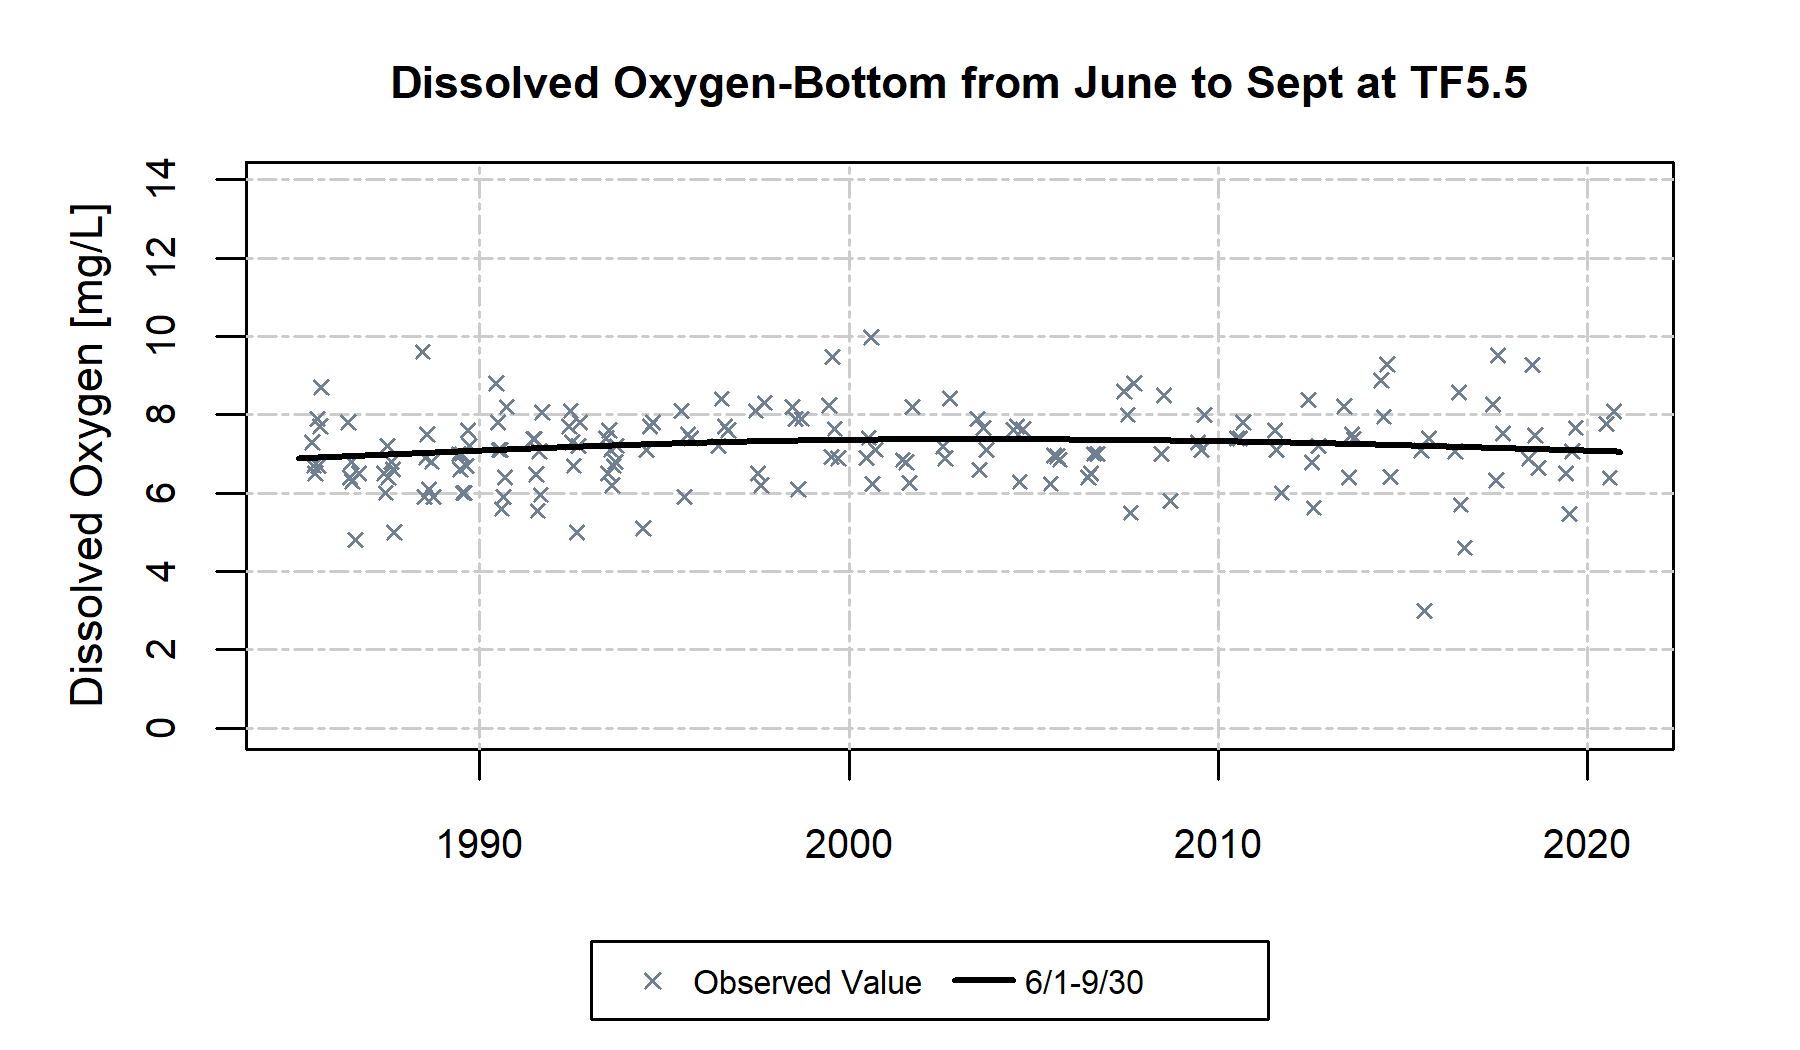 Dissolved Oxygen-Bottom from June to Sept at TF5.5
Dissolved Oxygen [mg/L]
14
12
10
8
6
4
2
0
1990 2000 2010 2020
Observed Value 6/1-9/30